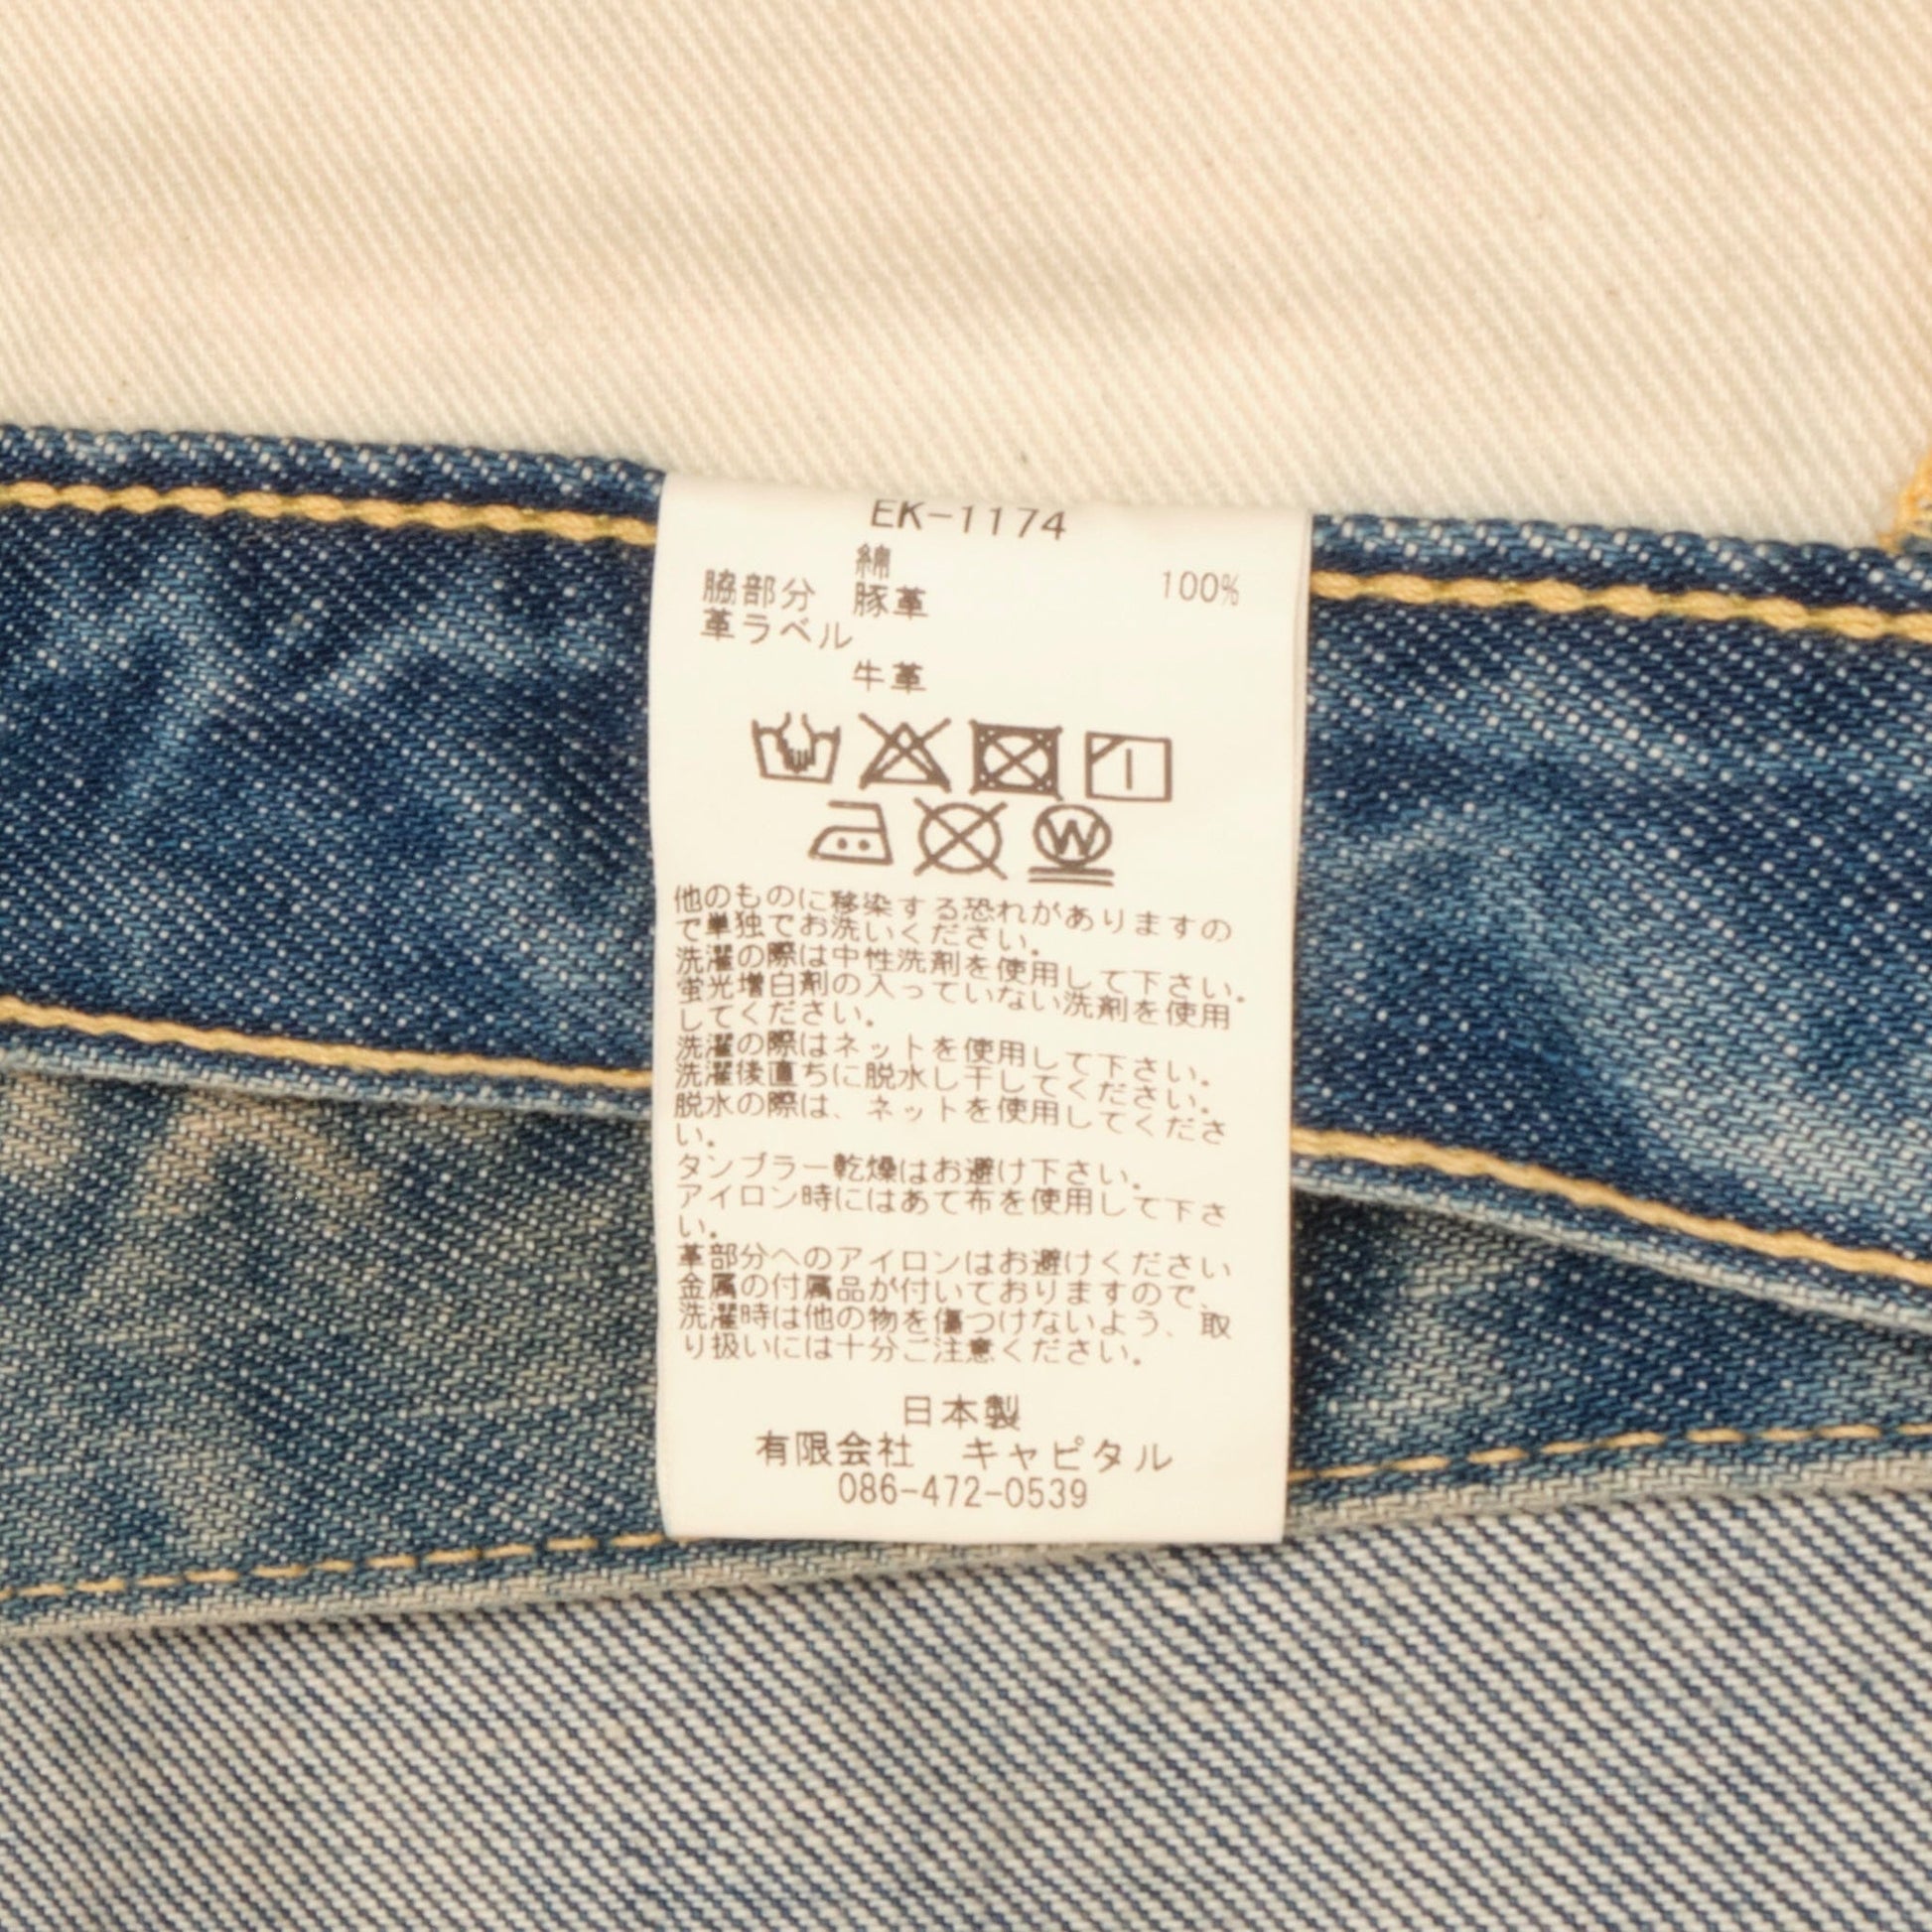 EK-1174
綿 100%
脇部分 豚革
革ラベル
牛革
W
他のものに移染する恐れがありますの
で単独でお洗いください。
洗濯の際は中性洗剤を使用して下さい。
蛍光増白剤の入っていない洗剤を使用
してください。
洗濯の際はネットを使用して下さい。
洗濯後直ちに脱水し干してください。
脱水の際は、ネットを使用してくださ
い。
タンブラー乾燥はお避け下さい。
アイロン時にはあて布を使用して下さ
い。
革部分へのアイロンはお避けください
金属の付属品が付いておりますので、
洗濯時は他の物を傷つけないよう、取
り扱いには十分ご注意ください。
日本製
有限会社 キャピタル
086-472-0539